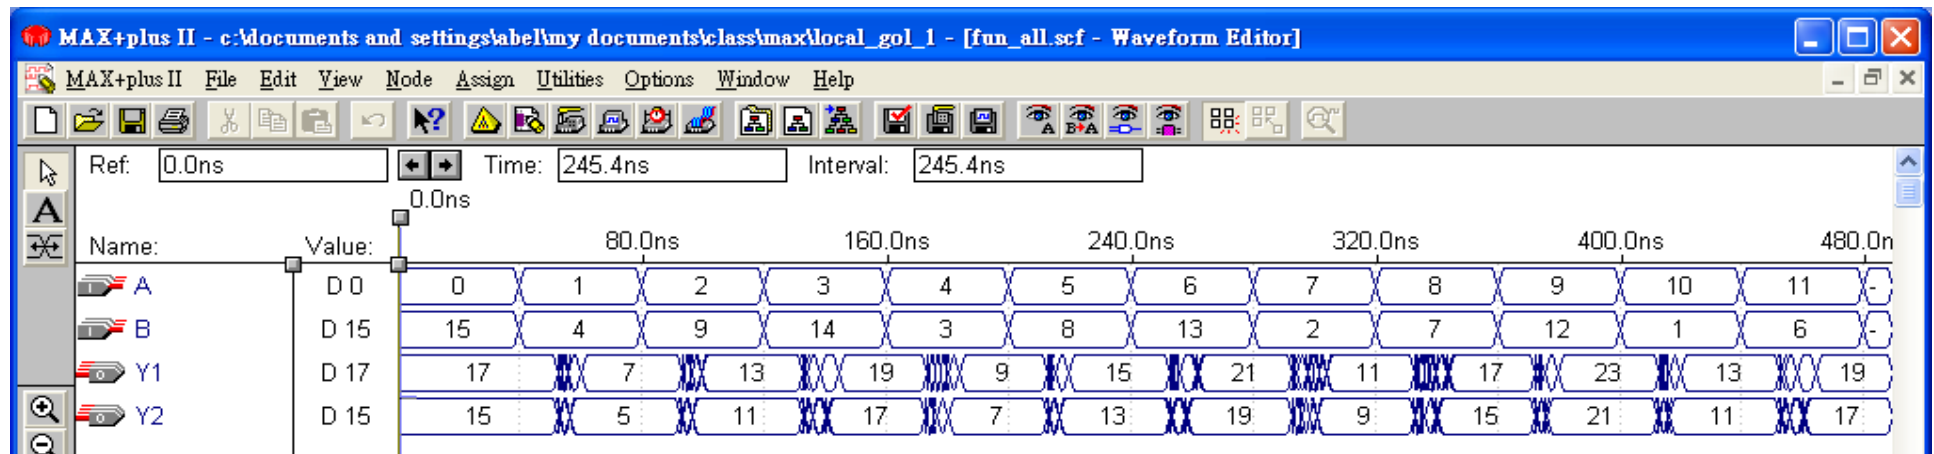 MAX+plus II - c:\documents and settings\abel\my documents\class\max\local_gol_1 - [fun_all.scf - Waveform Editor]
MAX+plus II File Edit View Node Assign Utilities Options Window Help
Ref: 0.0ns Time: 245.4ns Interval: 245.4ns
0.0ns
Name: Value: 80.0ns 160.0ns 240.0ns 320.0ns 400.0ns 480.0n
A D 0 0 1 2 3 4 5 6 7 8 9 10 11 -
B D 15 15 4 9 14 3 8 13 2 7 12 1 6 -
Y1 D 17 17 7 13 19 9 15 21 11 17 23 13 19
Y2 D 15 15 5 11 17 7 13 19 9 15 21 11 17